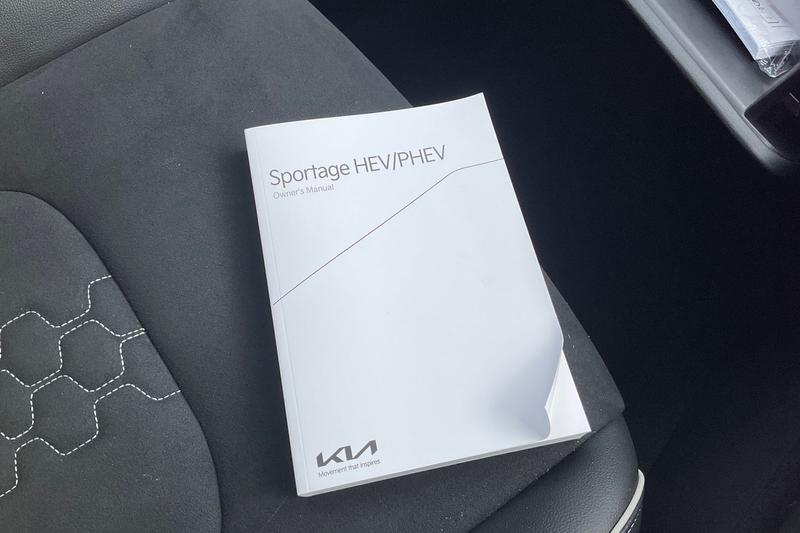 Sportage HEV/PHEV
Owner's Manual
KIA
Movement that inspires